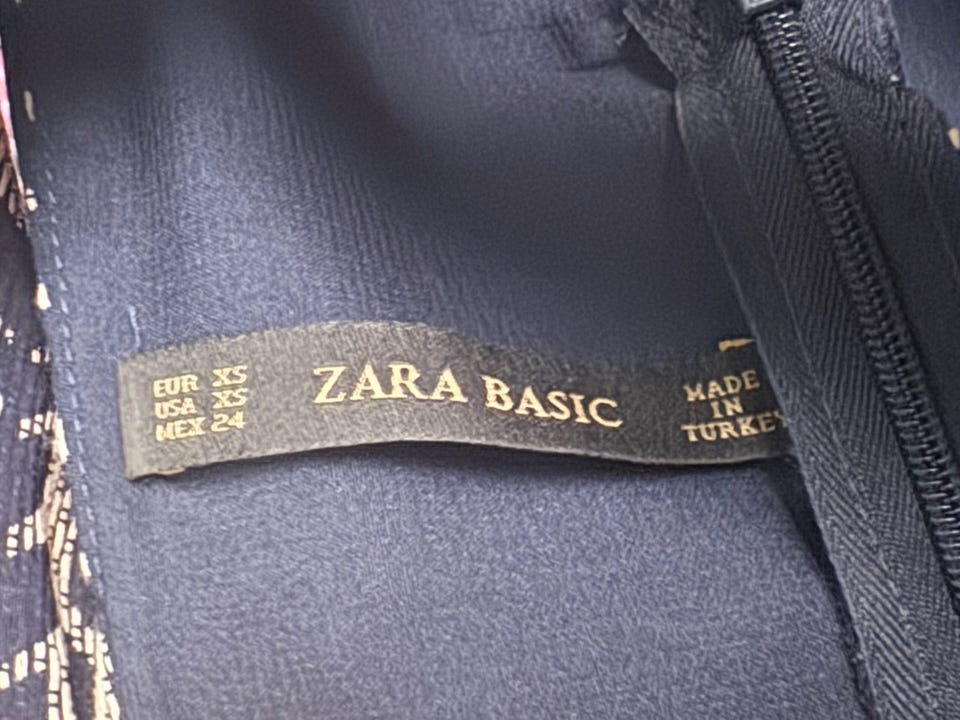 EUR XS
USA XS
MEX 24
ZARA BASIC
MADE
IN
TURKEY